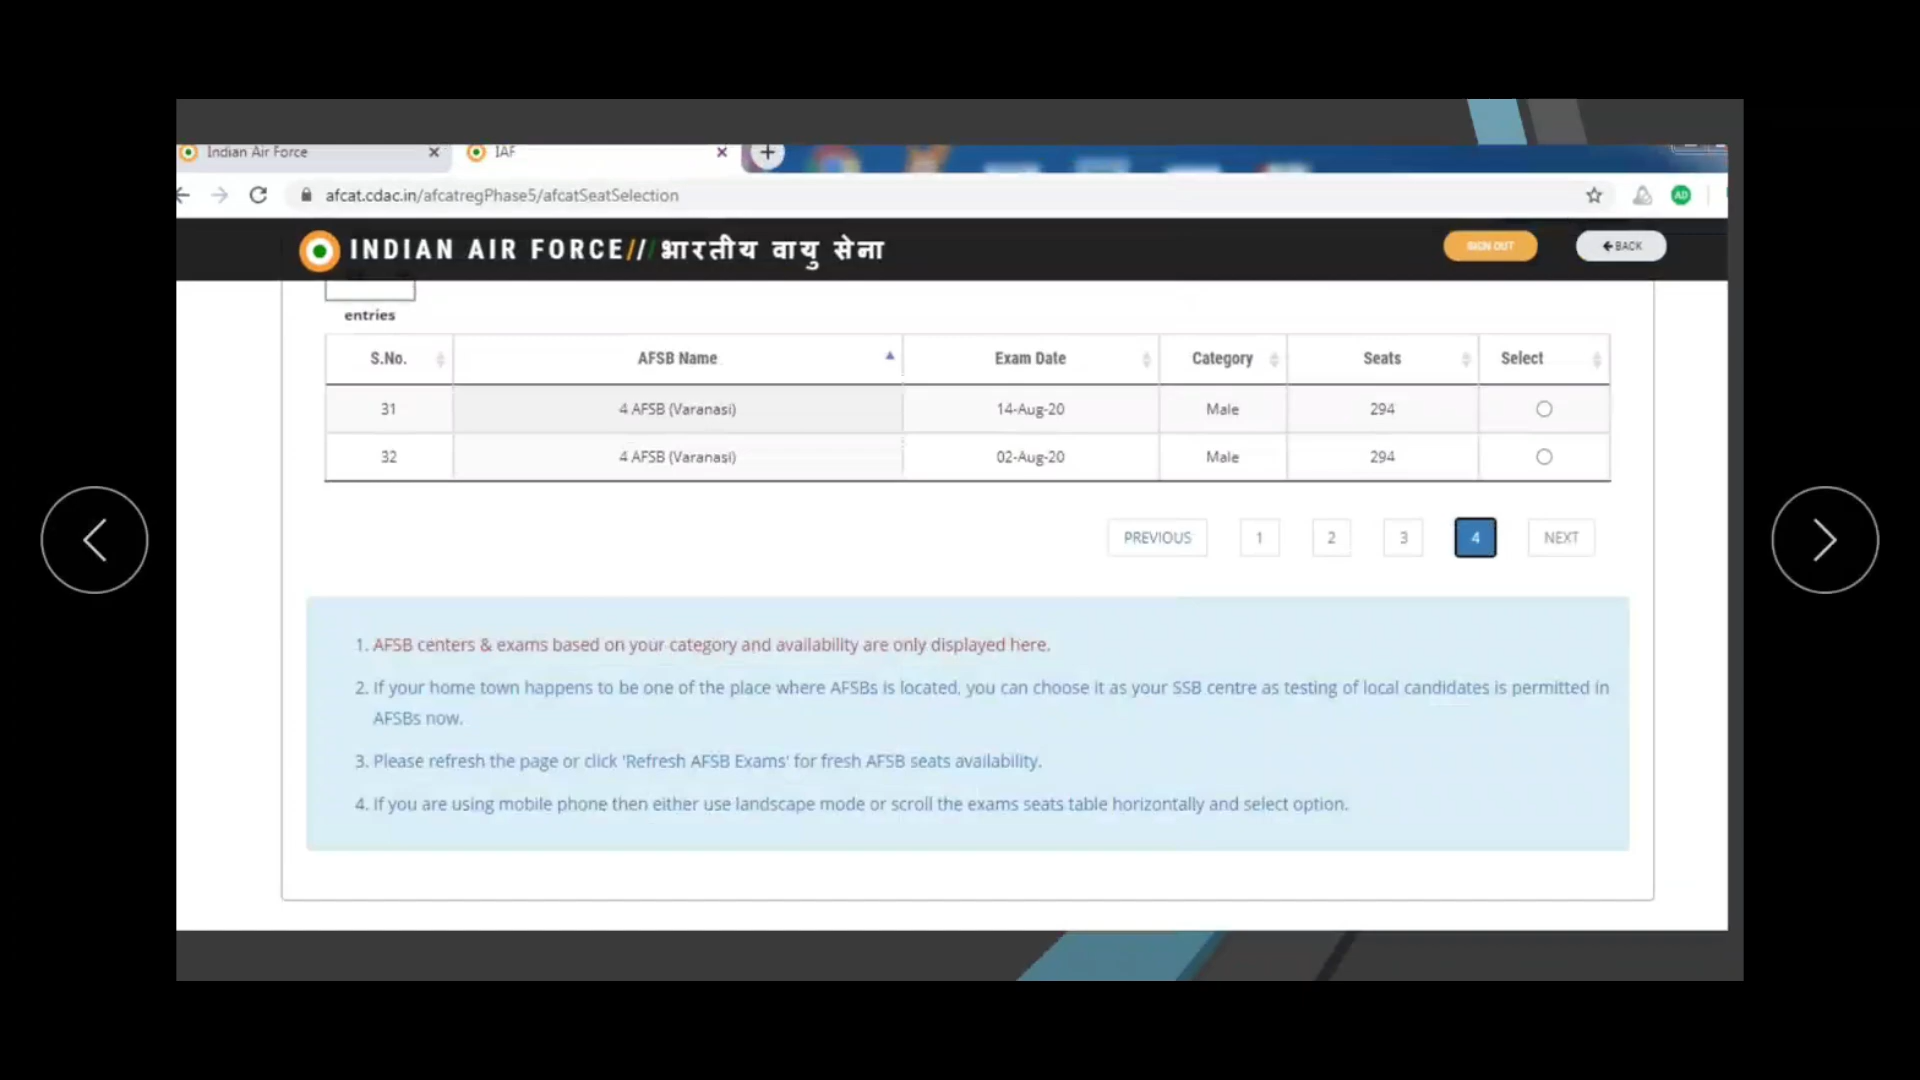 Indian Air Force
IAF
afcat.cdac.in/afcatregPhase5/afcatSeatSelection
AD
INDIAN AIR FORCE//भारतीय वायु सेना
SIGN OUT
BACK
entries
S.No. AFSB Name Exam Date Category Seats Select
31 4 AFSB (Varanasi) 14-Aug-20 Male 294
32 4 AFSB (Varanasi) 02-Aug-20 Male 294
PREVIOUS 1 2 3 4 NEXT
1. AFSB centers & exams based on your category and availability are only displayed here.
2. If your home town happens to be one of the place where AFSBs is located, you can choose it as your SSB centre as testing of local candidates is permitted in
AFSBs now.
3. Please refresh the page or click 'Refresh AFSB Exams' for fresh AFSB seats availability.
4. If you are using mobile phone then either use landscape mode or scroll the exams seats table horizontally and select option.